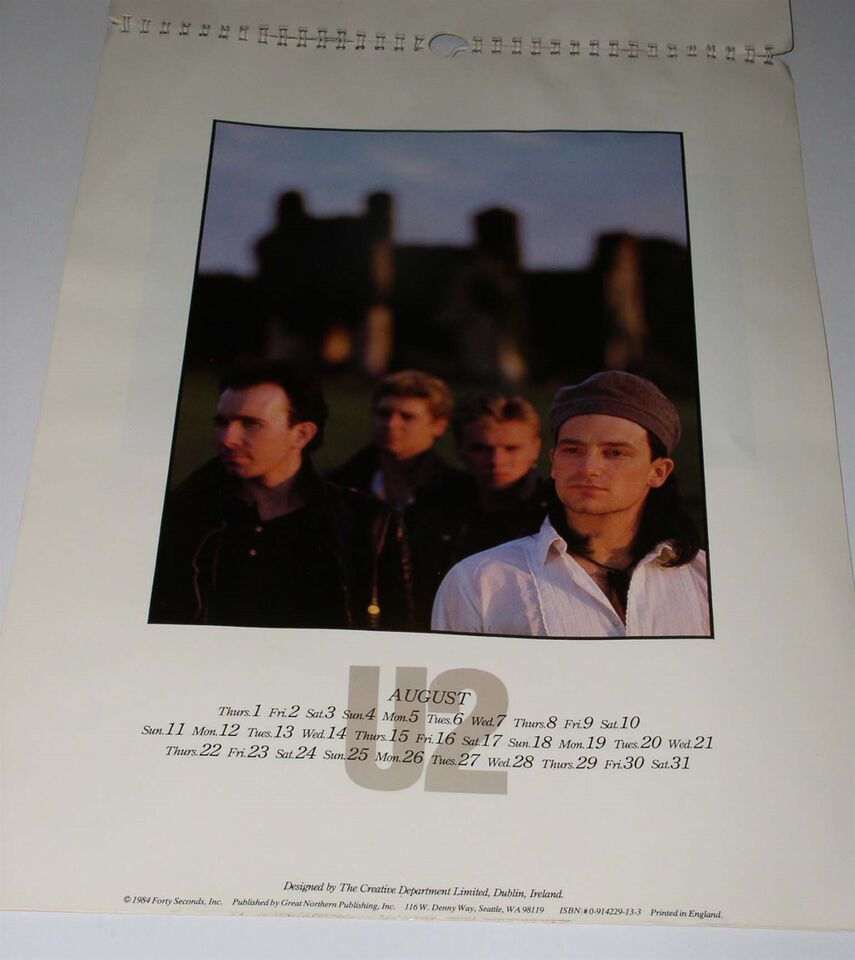 U2
AUGUST
Thurs.1 Fri.2 Sat.3 Sun.4 Mon.5 Tues.6 Wed.7 Thurs.8 Fri.9 Sat.10
Sun.11 Mon.12 Tues.13 Wed.14 Thurs.15 Fri.16 Sat.17 Sun.18 Mon.19 Tues.20 Wed.21
Thurs.22 Fri.23 Sat.24 Sun.25 Mon.26 Tues.27 Wed.28 Thurs.29 Fri.30 Sat.31
Designed by The Creative Department Limited, Dublin, Ireland.
© 1984 Forty Seconds, Inc. Published by Great Northern Publishing, Inc. 116 W. Denny Way, Seattle, WA 98119 ISBN:# 0-914229-13-3 Printed in England.